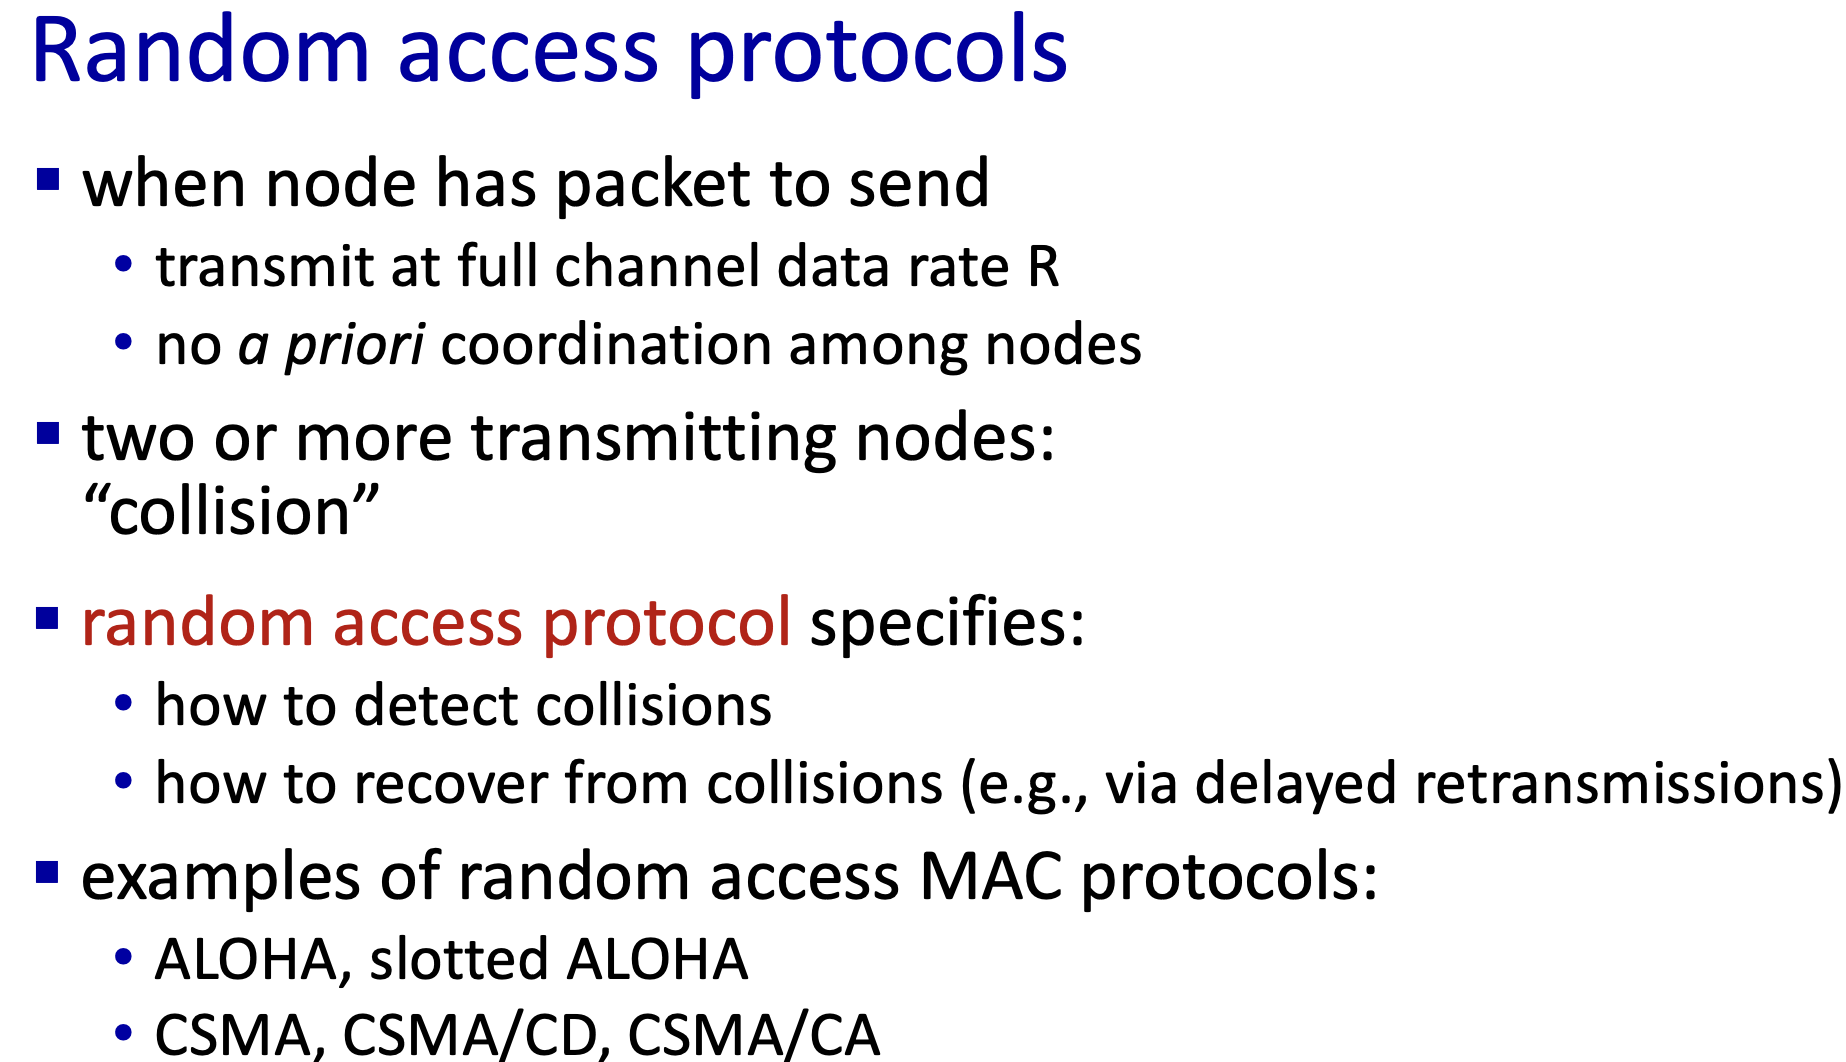 Random access protocols
▪ when node has packet to send
• transmit at full channel data rate R
• no a priori coordination among nodes
▪ two or more transmitting nodes:
“collision”
▪ random access protocol specifies:
• how to detect collisions
• how to recover from collisions (e.g., via delayed retransmissions)
▪ examples of random access MAC protocols:
• ALOHA, slotted ALOHA
• CSMA, CSMA/CD, CSMA/CA